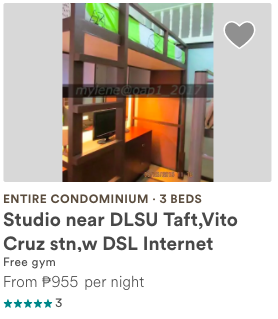 mylene@oab1_2017
ENTIRE CONDOMINIUM · 3 BEDS
Studio near DLSU Taft,Vito
Cruz stn,w DSL Internet
Free gym
From ₱955 per night
★★★★★ 3